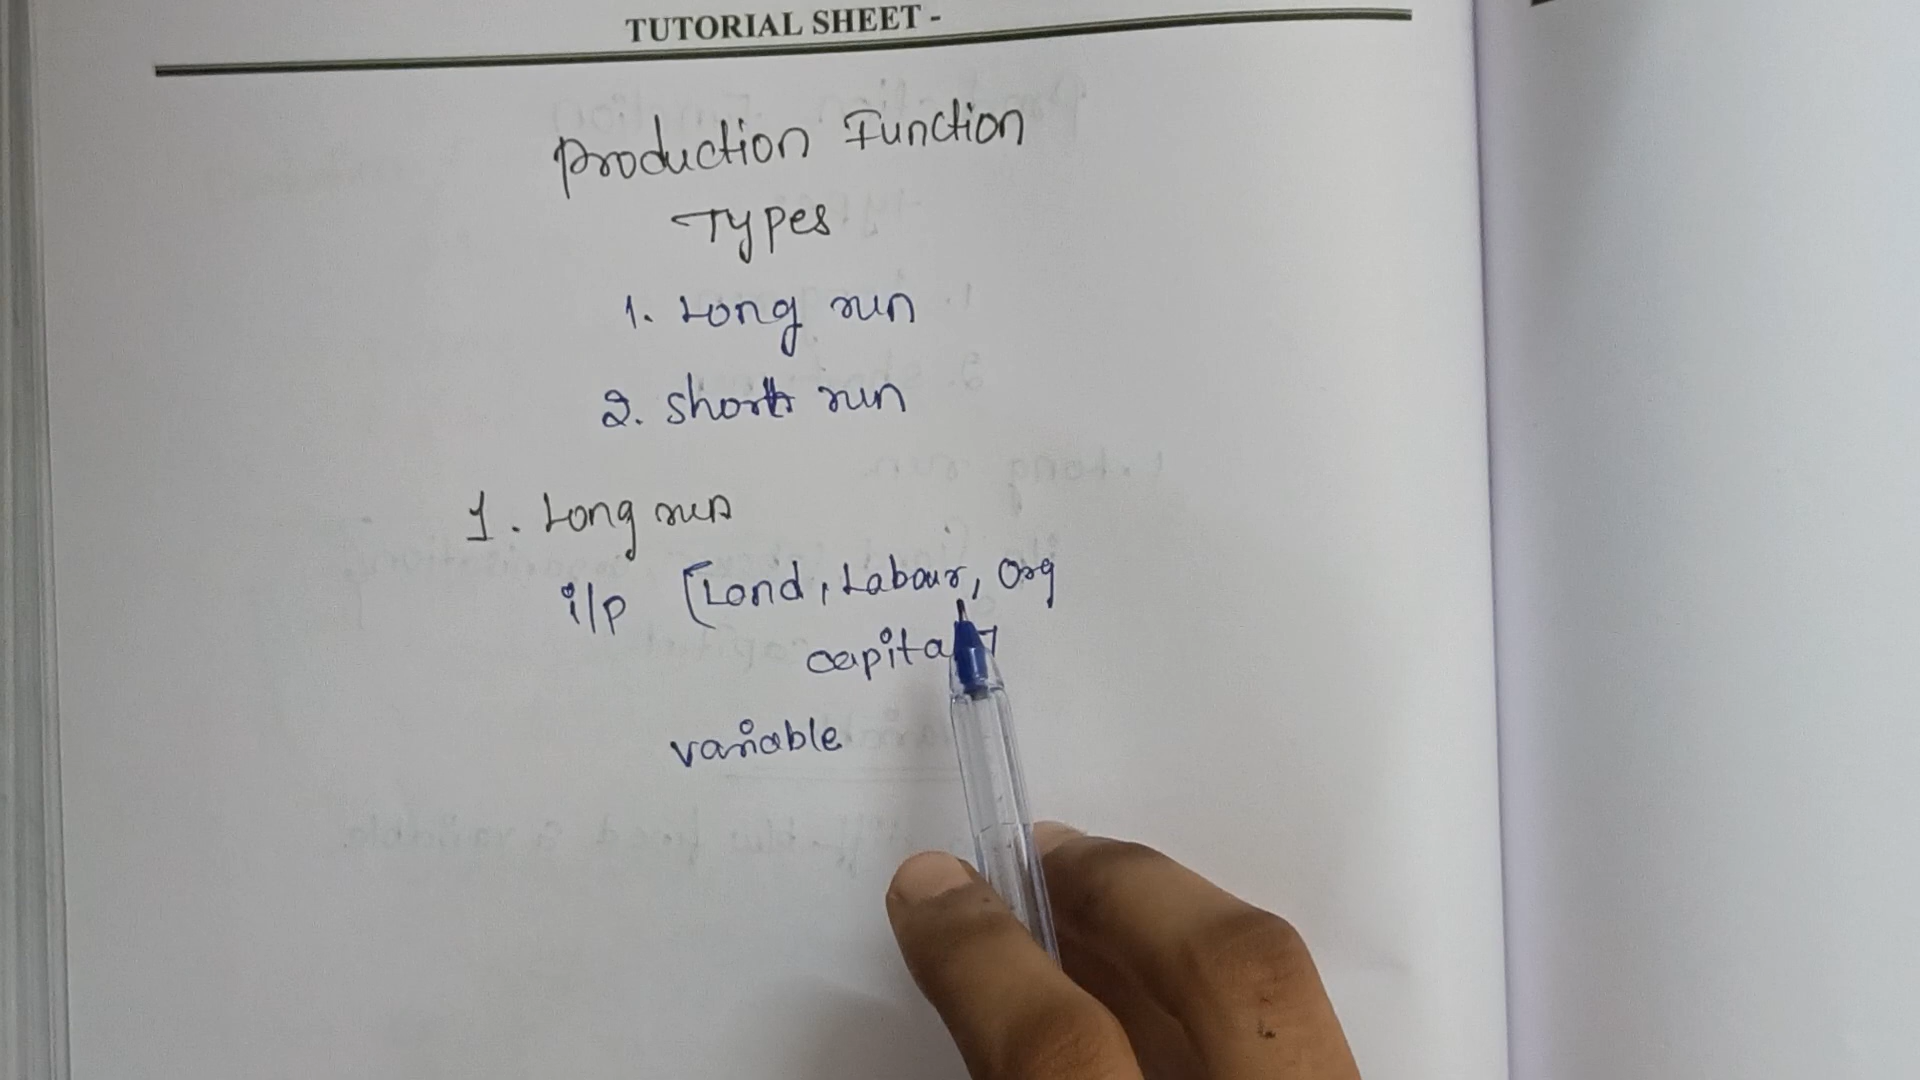 TUTORIAL SHEET -
Production Function
Types
1. Long run
2. Short run
1. Long run
i/p [Land, Labour, Org
capital]
variable